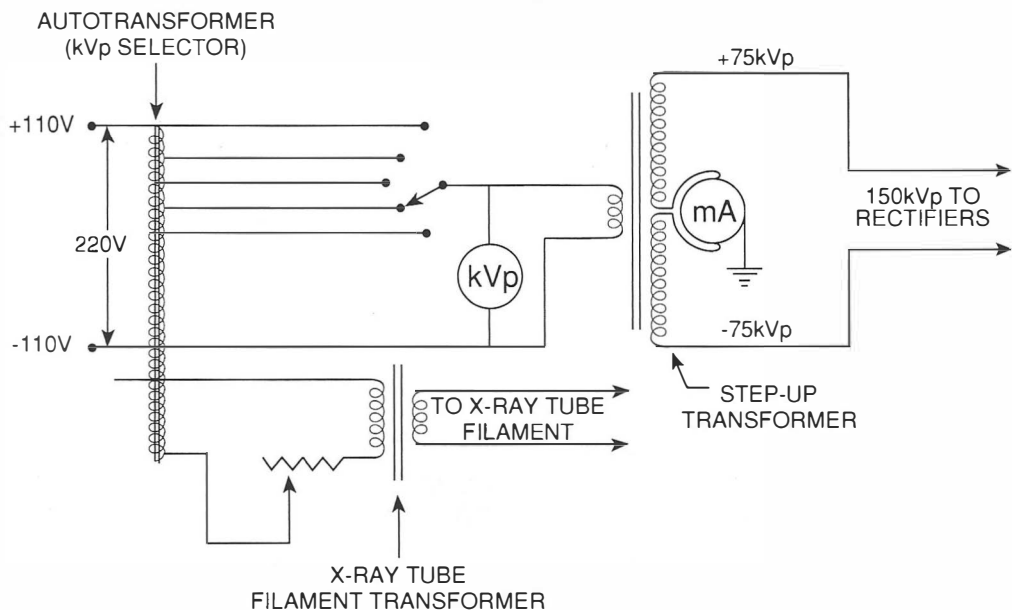 AUTOTRANSFORMER
(kVp SELECTOR)
+110V
220V
-110V
kVp
mA
+75kVp
150kVp TO
RECTIFIERS
-75kVp
STEP-UP
TRANSFORMER
TO X-RAY TUBE
FILAMENT
X-RAY TUBE
FILAMENT TRANSFORMER